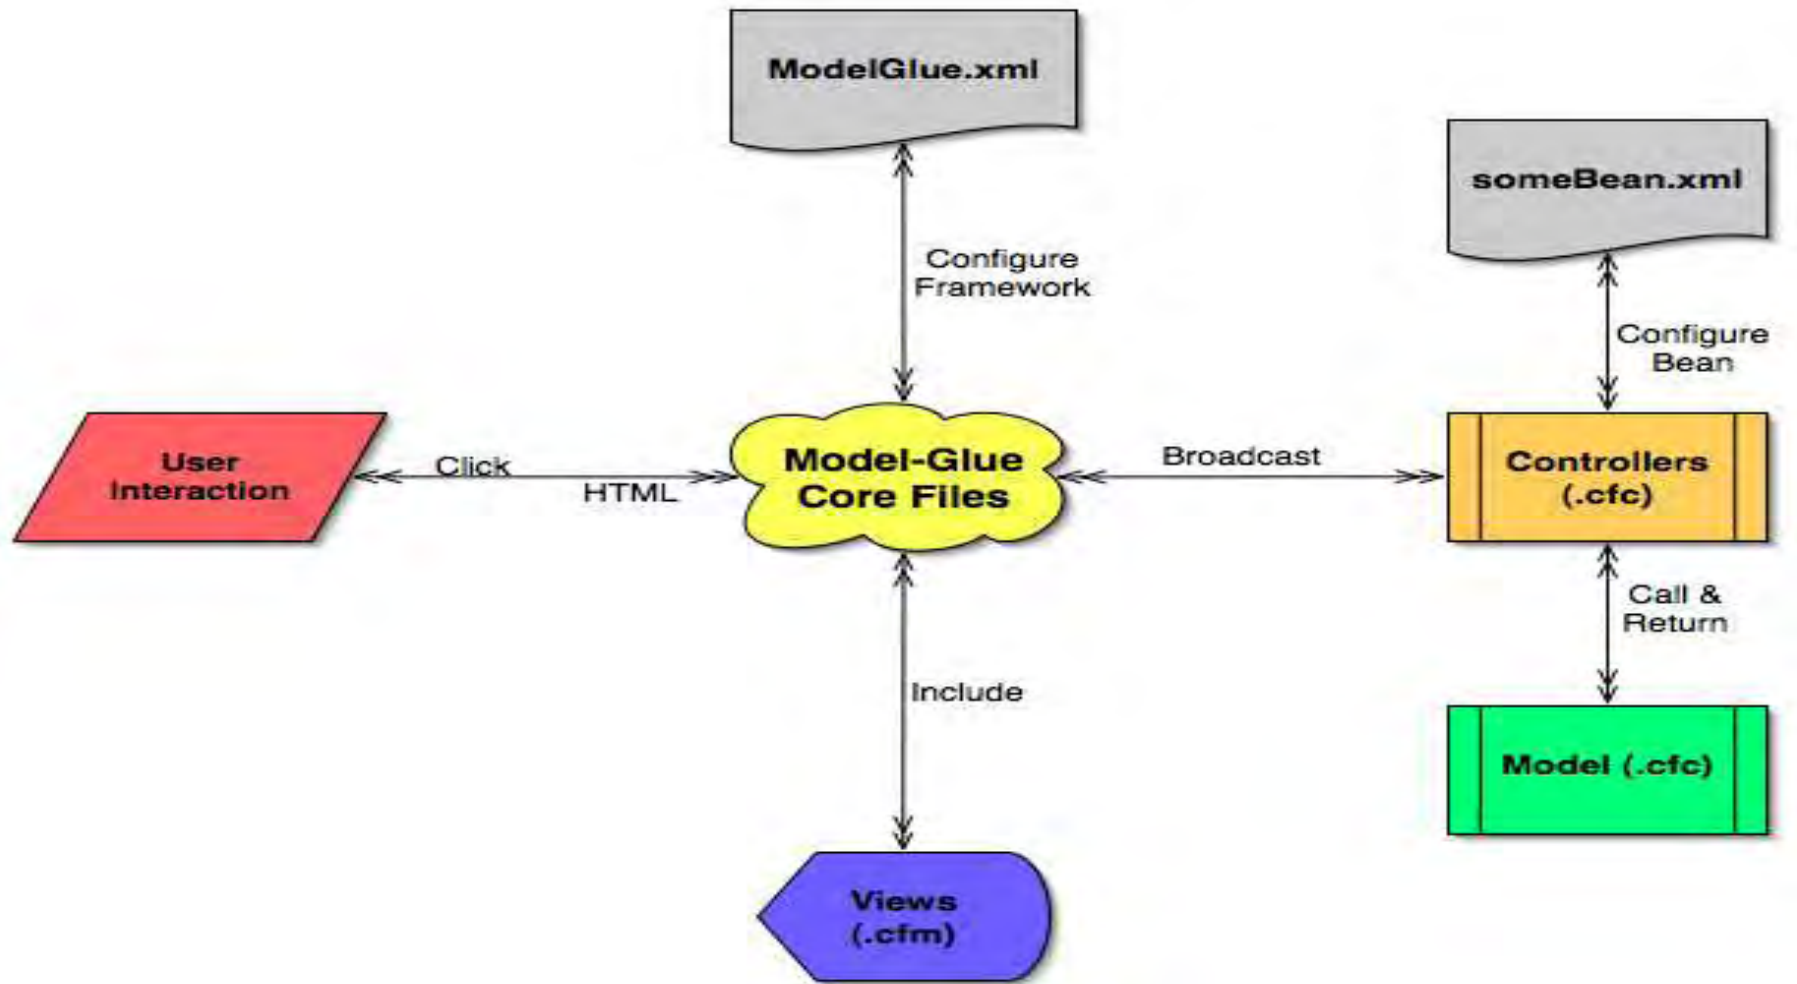 ModelGlue.xml
someBean.xml
Configure
Framework
Configure
Bean
User
Interaction
Click
HTML
Model-Glue
Core Files
Broadcast
Controllers
(.cfc)
Call &
Return
Include
Model (.cfc)
Views
(.cfm)